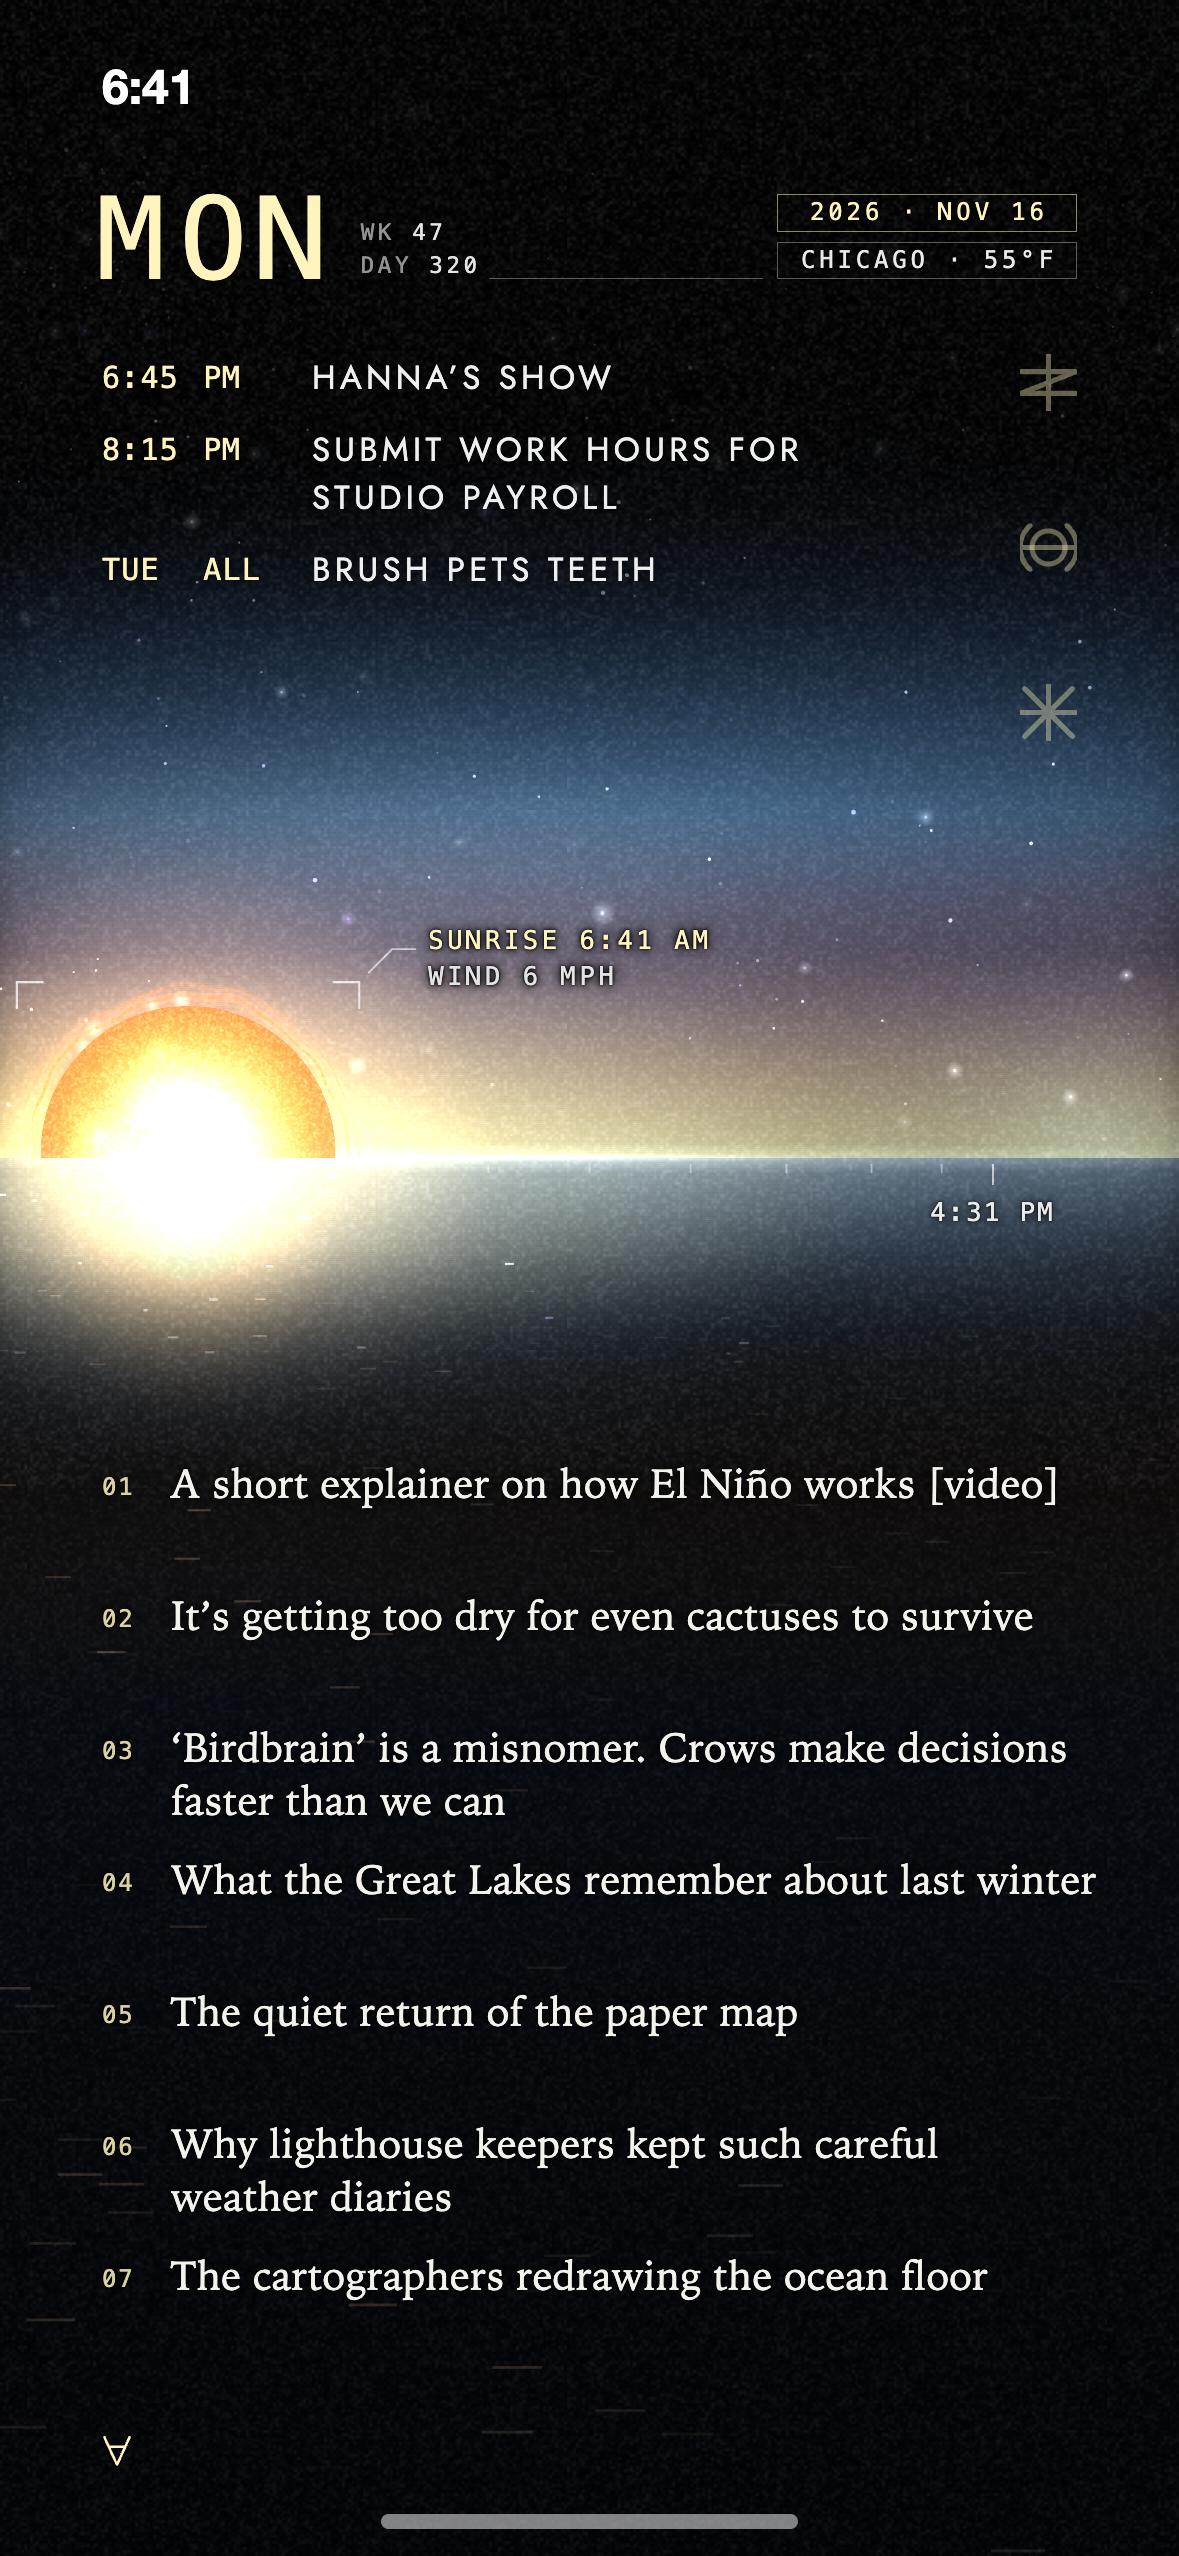 6:41
MON
WK 47
DAY 320
2026 · NOV 16
CHICAGO · 55°F
6:45 PM HANNA’S SHOW
8:15 PM SUBMIT WORK HOURS FOR
STUDIO PAYROLL
TUE ALL BRUSH PETS TEETH
SUNRISE 6:41 AM
WIND 6 MPH
4:31 PM
01 A short explainer on how El Niño works [video]
02 It’s getting too dry for even cactuses to survive
03 ‘Birdbrain’ is a misnomer. Crows make decisions
faster than we can
04 What the Great Lakes remember about last winter
05 The quiet return of the paper map
06 Why lighthouse keepers kept such careful
weather diaries
07 The cartographers redrawing the ocean floor